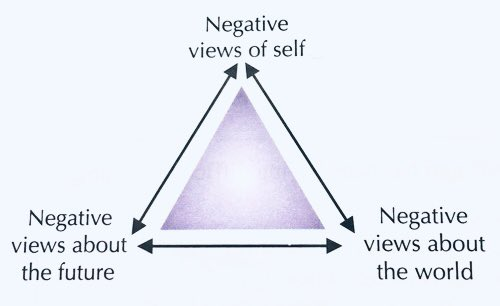 Negative
views of self
Negative
views about
the future
Negative
views about
the world